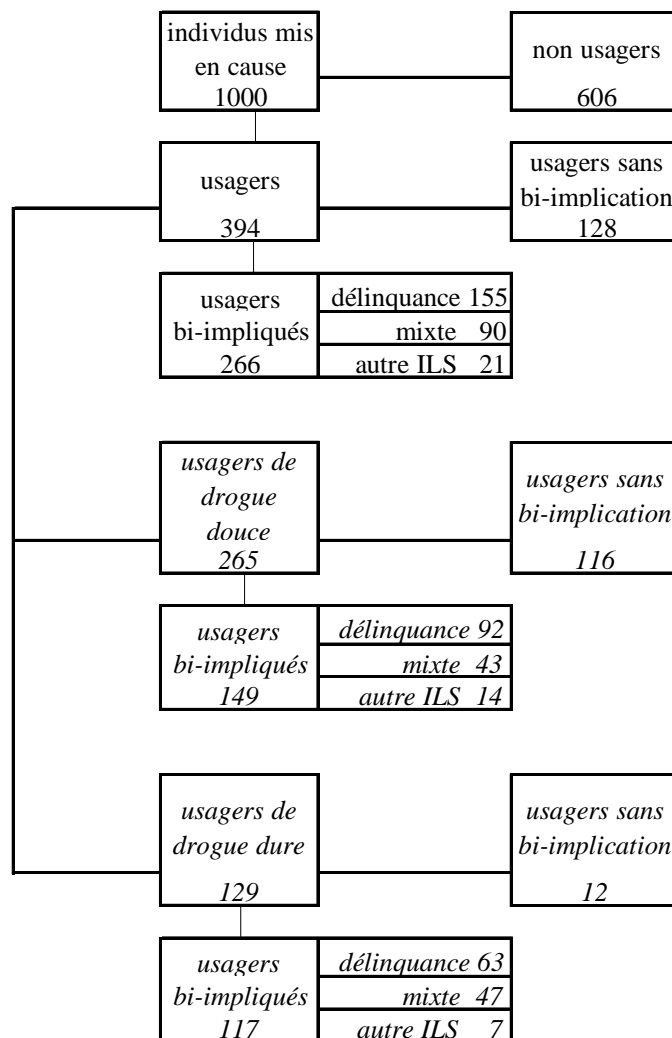 individus mis
en cause
1000
non usagers
606
usagers
394
usagers sans
bi-implication
128
usagers
bi-impliqués
266
délinquance 155
mixte 90
autre ILS 21
usagers de
drogue
douce
265
usagers sans
bi-implication
116
usagers
bi-impliqués
149
délinquance 92
mixte 43
autre ILS 14
usagers de
drogue dure
129
usagers sans
bi-implication
12
usagers
bi-impliqués
117
délinquance 63
mixte 47
autre ILS 7